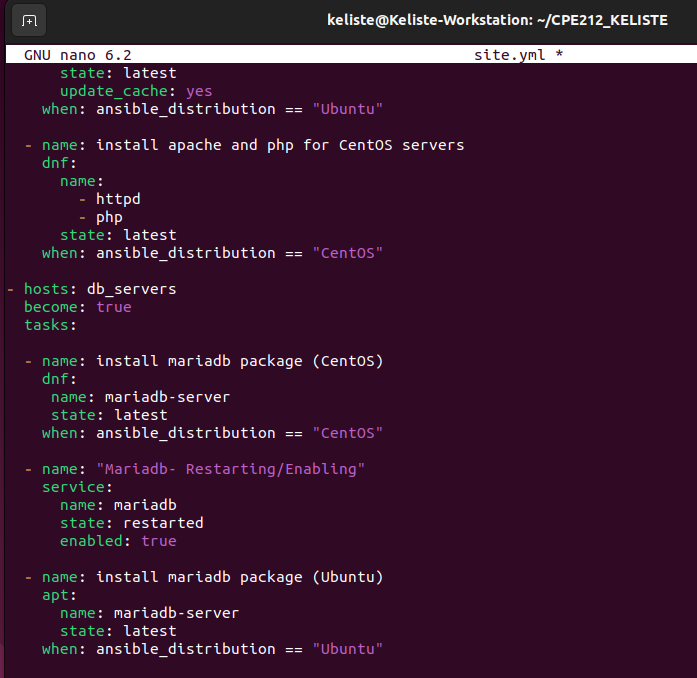 keliste@Keliste-Workstation: ~/CPE212_KELISTE
GNU nano 6.2 site.yml *
      state: latest
      update_cache: yes
    when: ansible_distribution == "Ubuntu"

  - name: install apache and php for CentOS servers
    dnf:
      name:
        - httpd
        - php
      state: latest
    when: ansible_distribution == "CentOS"

- hosts: db_servers
  become: true
  tasks:

  - name: install mariadb package (CentOS)
    dnf:
     name: mariadb-server
     state: latest
    when: ansible_distribution == "CentOS"

  - name: "Mariadb- Restarting/Enabling"
    service:
      name: mariadb
      state: restarted
      enabled: true

  - name: install mariadb package (Ubuntu)
    apt:
      name: mariadb-server
      state: latest
    when: ansible_distribution == "Ubuntu"